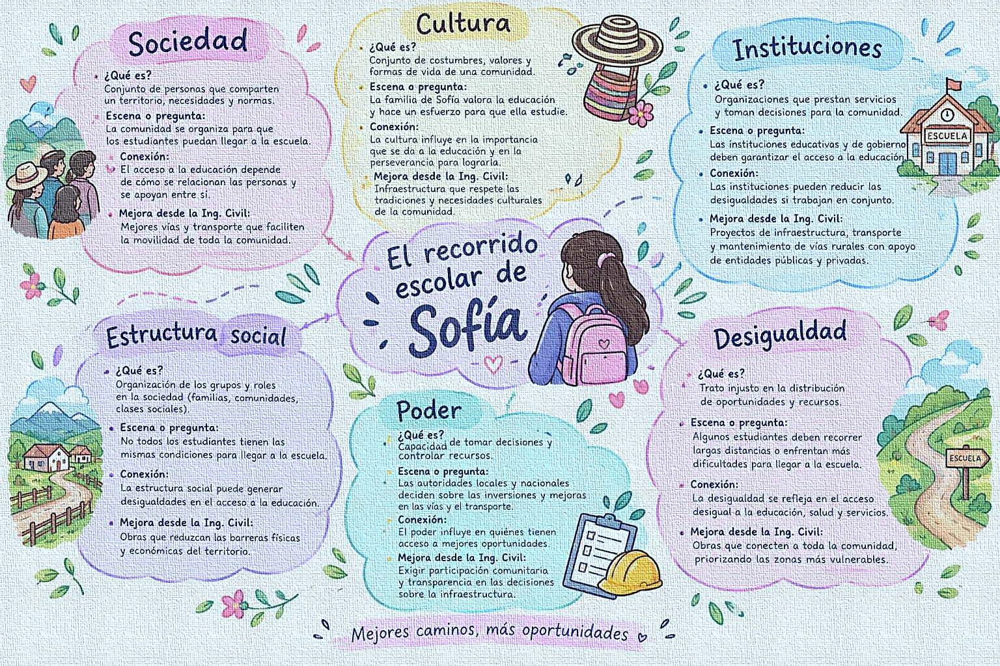 Sociedad
¿Qué es?
Conjunto de personas que comparten
un territorio, necesidades y normas.
Escena o pregunta:
La comunidad se organiza para que
los estudiantes puedan llegar a la escuela.
Conexión:
El acceso a la educación depende
de cómo se relacionan las personas y
se apoyan entre sí.
Mejora desde la Ing. Civil:
Mejores vías y transporte que faciliten
la movilidad de toda la comunidad.
Cultura
¿Qué es?
Conjunto de costumbres, valores y
formas de vida de una comunidad.
Escena o pregunta:
La familia de Sofía valora la educación
y hace un esfuerzo para que ella estudie.
Conexión:
La cultura influye en la importancia
que se da a la educación y en la
perseverancia para lograrla.
Mejora desde la Ing. Civil:
Infraestructura que respete las
tradiciones y necesidades culturales
de la comunidad.
Instituciones
¿Qué es?
Organizaciones que prestan servicios
y toman decisiones para la comunidad.
Escena o pregunta:
Las instituciones educativas y de gobierno
deben garantizar el acceso a la educación
Conexión:
Las instituciones pueden reducir las
desigualdades si trabajan en conjunto.
Mejora desde la Ing. Civil:
Proyectos de infraestructura, transporte
y mantenimiento de vías rurales con apoyo
de entidades públicas y privadas.
ESCUELA
El recorrido
escolar de
Sofía
Estructura social
¿Qué es?
Organización de los grupos y roles
en la sociedad (familias, comunidades,
clases sociales).
Escena o pregunta:
No todos los estudiantes tienen las
mismas condiciones para llegar a la escuela.
Conexión:
La estructura social puede generar
desigualdades en el acceso a la educación.
Mejora desde la Ing. Civil:
Obras que reduzcan las barreras físicas
y económicas del territorio.
Poder
¿Qué es?
Capacidad de tomar decisiones y
controlar recursos.
Escena o pregunta:
Las autoridades locales y nacionales
deciden sobre las inversiones y mejoras
en las vías y el transporte.
Conexión:
El poder influye en quiénes tienen
acceso a mejores oportunidades.
Mejora desde la Ing. Civil:
Exigir participación comunitaria
y transparencia en las decisiones
sobre la infraestructura.
Desigualdad
¿Qué es?
Trato injusto en la distribución
de oportunidades y recursos.
Escena o pregunta:
Algunos estudiantes deben recorrer
largas distancias o enfrentan más
dificultades para llegar a la escuela.
Conexión:
La desigualdad se refleja en el acceso
desigual a la educación, salud y servicios.
Mejora desde la Ing. Civil:
Obras que conecten a toda la comunidad,
priorizando las zonas más vulnerables.
ESCUELA
Mejores caminos, más oportunidades